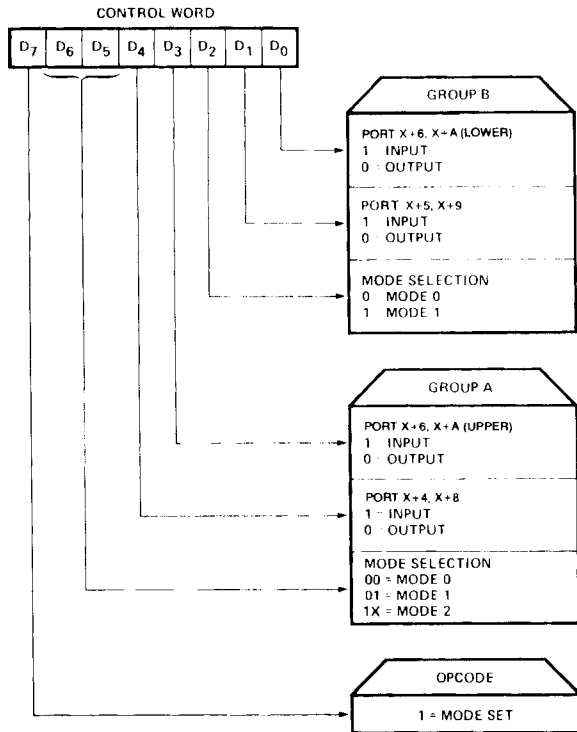 CONTROL WORD
D7 D6 D5 D4 D3 D2 D1 D0
GROUP B
PORT X+6, X+A (LOWER)
1 INPUT
0 - OUTPUT
PORT X+5, X+9
1 INPUT
0 - OUTPUT
MODE SELECTION
0 MODE 0
1 MODE 1
GROUP A
PORT X+6, X+A (UPPER)
1 INPUT
0 - OUTPUT
PORT X+4, X+8
1 = INPUT
0 OUTPUT
MODE SELECTION
00 = MODE 0
01 = MODE 1
1X = MODE 2
OPCODE
1 = MODE SET